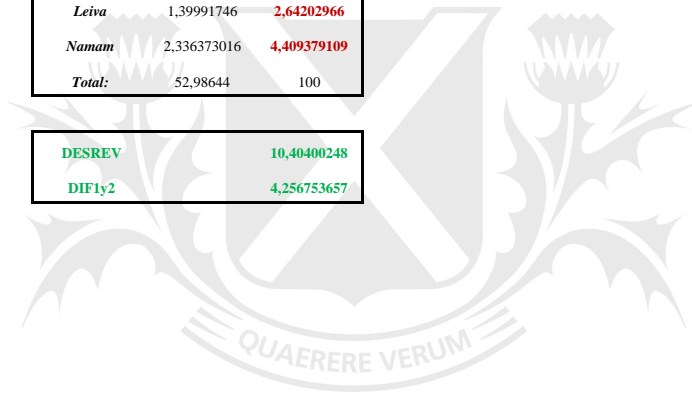 Leiva 1,39991746 2,64202966
Namam 2,336373016 4,409379109
Total: 52,98644 100
DESREV 10,40400248
DIF1y2 4,256753657
QUAERERE VERUM